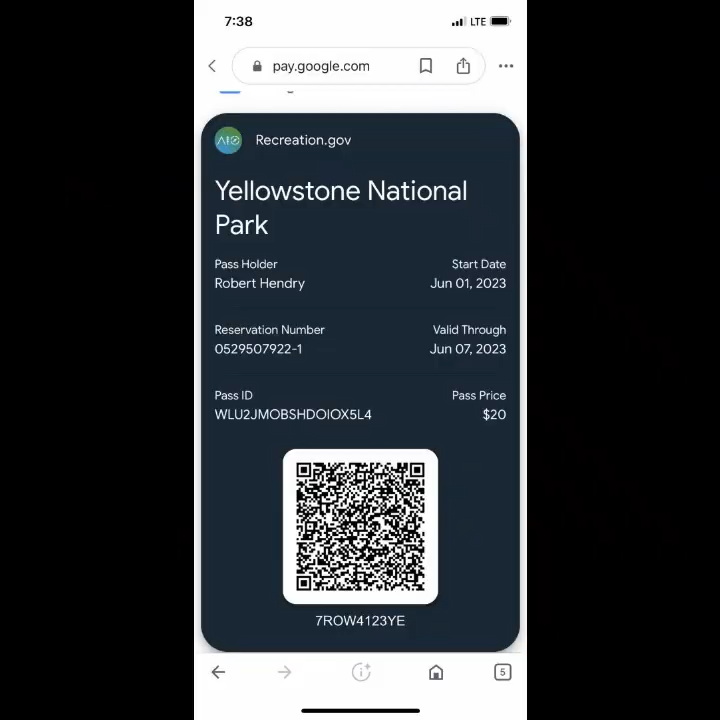 7:38
LTE
pay.google.com
Recreation.gov
Yellowstone National
Park
Pass Holder
Start Date
Robert Hendry
Jun 01, 2023
Reservation Number
Valid Through
0529507922-1
Jun 07, 2023
Pass ID
Pass Price
WLU2JMOBSHDOIOX5L4
$20
7ROW4123YE
5